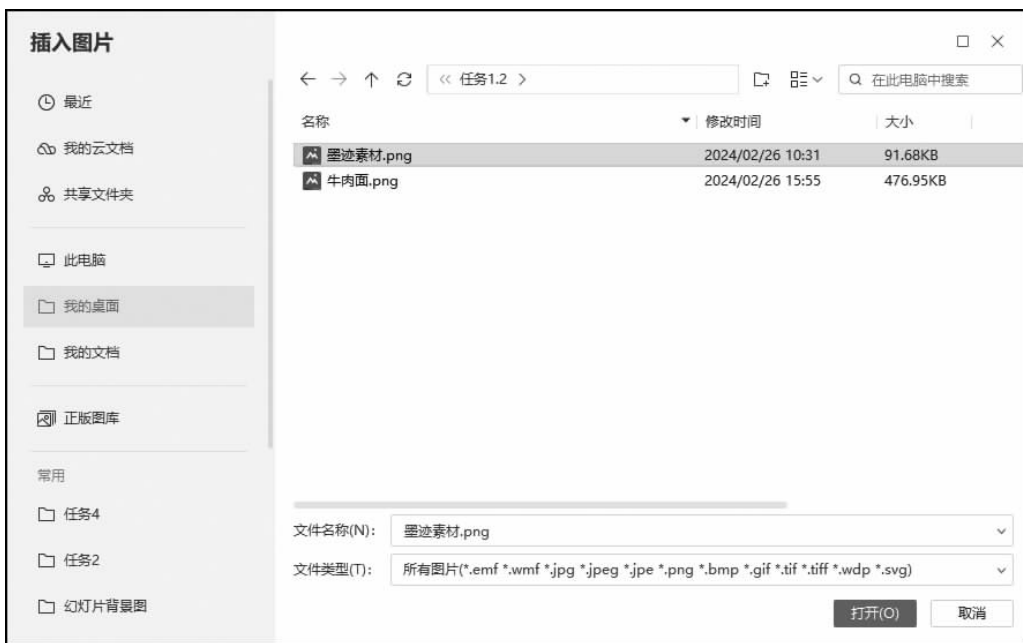 插入图片
最近
我的云文档
共享文件夹
此电脑
我的桌面
我的文档
正版图库
常用
任务4
任务2
幻灯片背景图
« 任务1.2 >
在此电脑中搜索
名称 修改时间 大小
墨迹素材.png 2024/02/26 10:31 91.68KB
牛肉面.png 2024/02/26 15:55 476.95KB
文件名称(N): 墨迹素材.png
文件类型(T): 所有图片(*.emf *.wmf *.jpg *.jpeg *.jpe *.png *.bmp *.gif *.tif *.tiff *.wdp *.svg)
打开(O) 取消